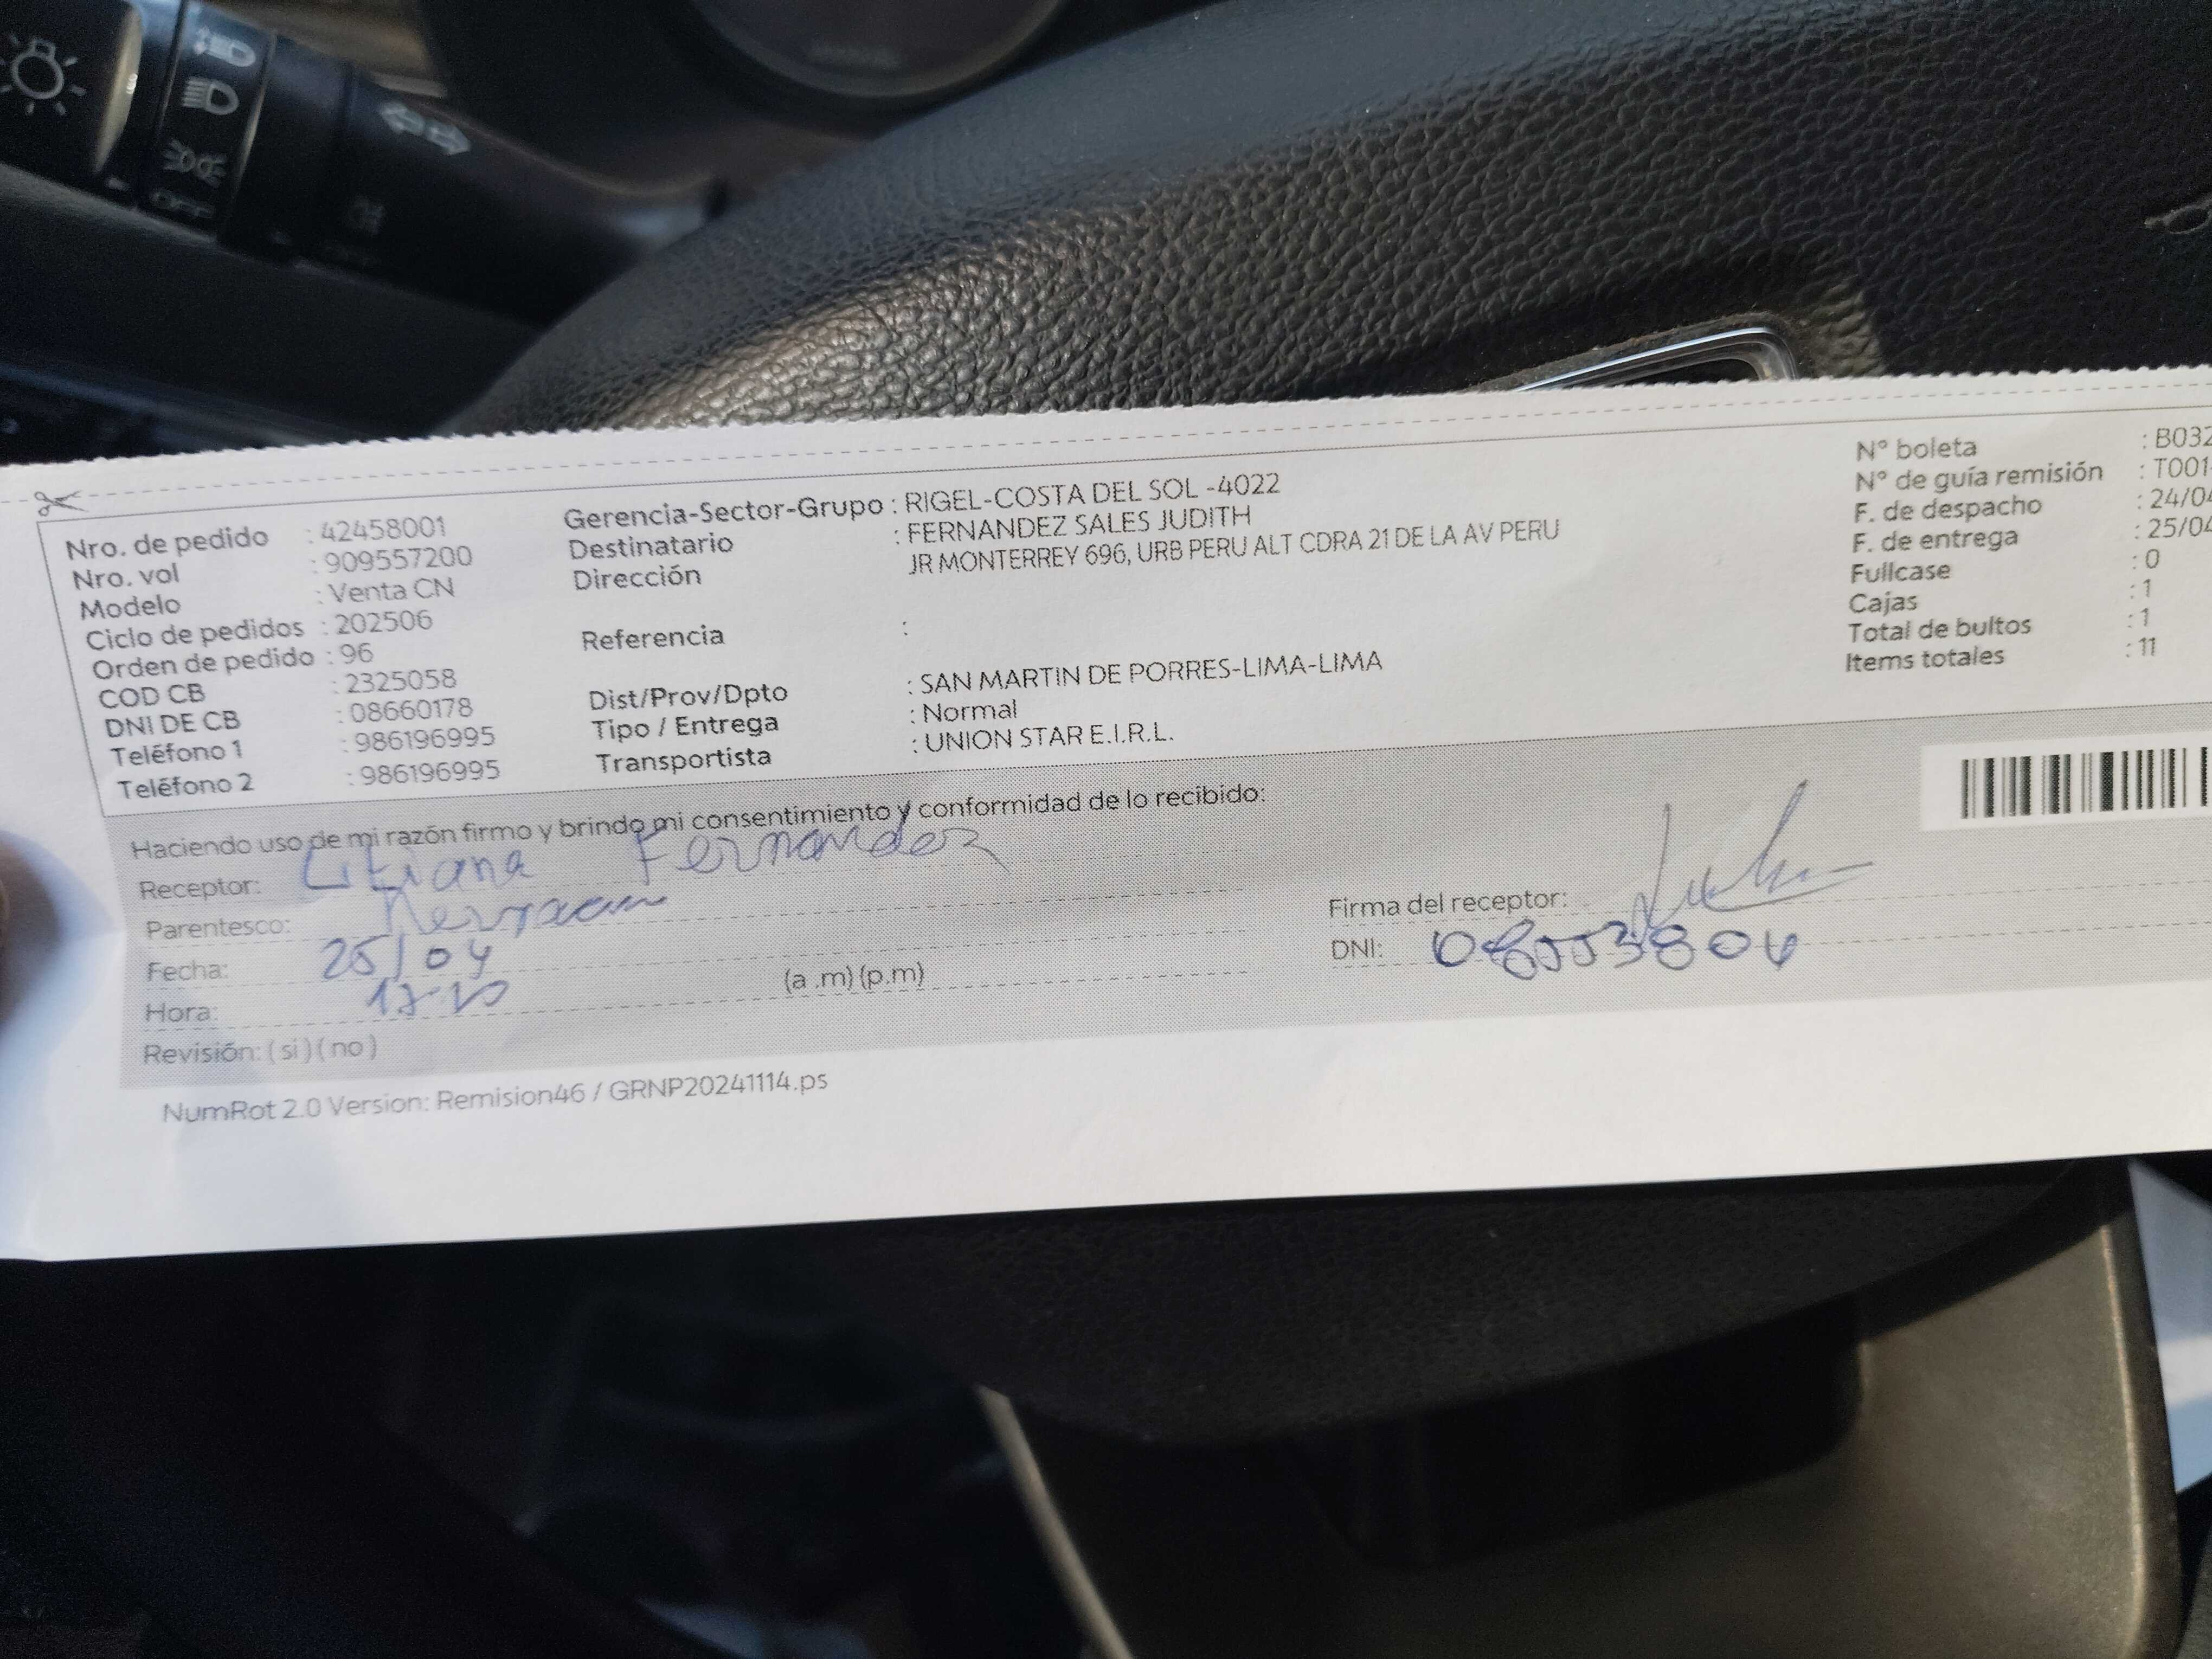 Nro. de pedido : 42458001
Nro. vol : 909557200
Modelo : Venta CN
Ciclo de pedidos : 202506
Orden de pedido : 96
COD CB : 2325058
DNI DE CB : 08660178
Teléfono 1 : 986196995
Teléfono 2 : 986196995
Gerencia-Sector-Grupo : RIGEL-COSTA DEL SOL -4022
Destinatario : FERNANDEZ SALES JUDITH
Dirección JR MONTERREY 696, URB PERU ALT CDRA 21 DE LA AV PERU
Referencia :
Dist/Prov/Dpto : SAN MARTIN DE PORRES-LIMA-LIMA
Tipo / Entrega : Normal
Transportista : UNION STAR E.I.R.L.
N° boleta : B032
N° de guía remisión : T001-
F. de despacho : 24/04
F. de entrega : 25/04
Fullcase : 0
Cajas : 1
Total de bultos : 1
Items totales : 11
Haciendo uso de mi razón firmo y brindo mi consentimiento y conformidad de lo recibido:
Receptor: Fernandez
Parentesco:
Fecha: 25/04
Hora: (a .m) (p.m)
Revisión: ( si ) ( no )
Firma del receptor:
DNI:
NumRot 2.0 Version: Remision46 / GRNP20241114.ps
OFF